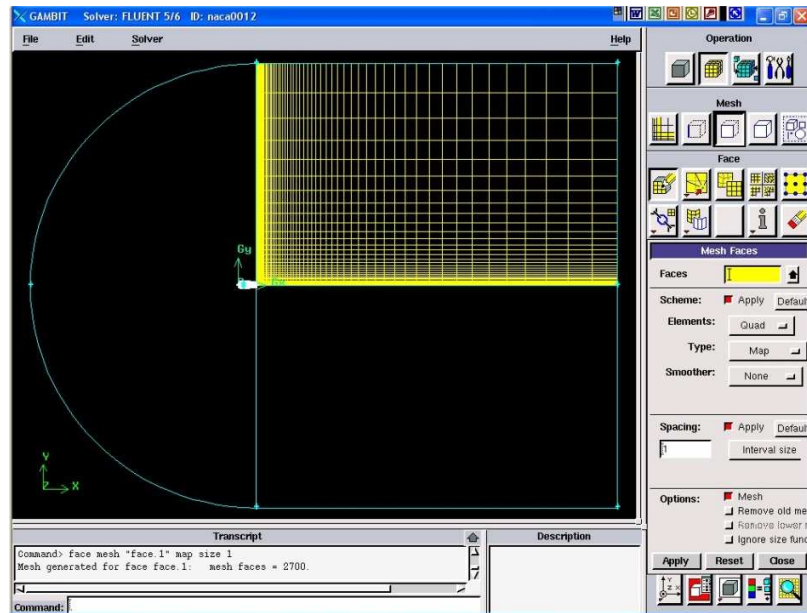 GAMBIT Solver: FLUENT 5/6 ID: naca0012
File Edit Solver Help
Gy
Gx
Y
Z X
Operation
Mesh
Face
Mesh Faces
Faces
Scheme: Apply Default
Elements: Quad
Type: Map
Smoother: None
Spacing: Apply Default
1 Interval size
Options: Mesh
Remove old me
Remove lower
Ignore size func
Apply Reset Close
Transcript
Command> face mesh "face.1" map size 1
Mesh generated for face face.1: mesh faces = 2700.
Description
Command: